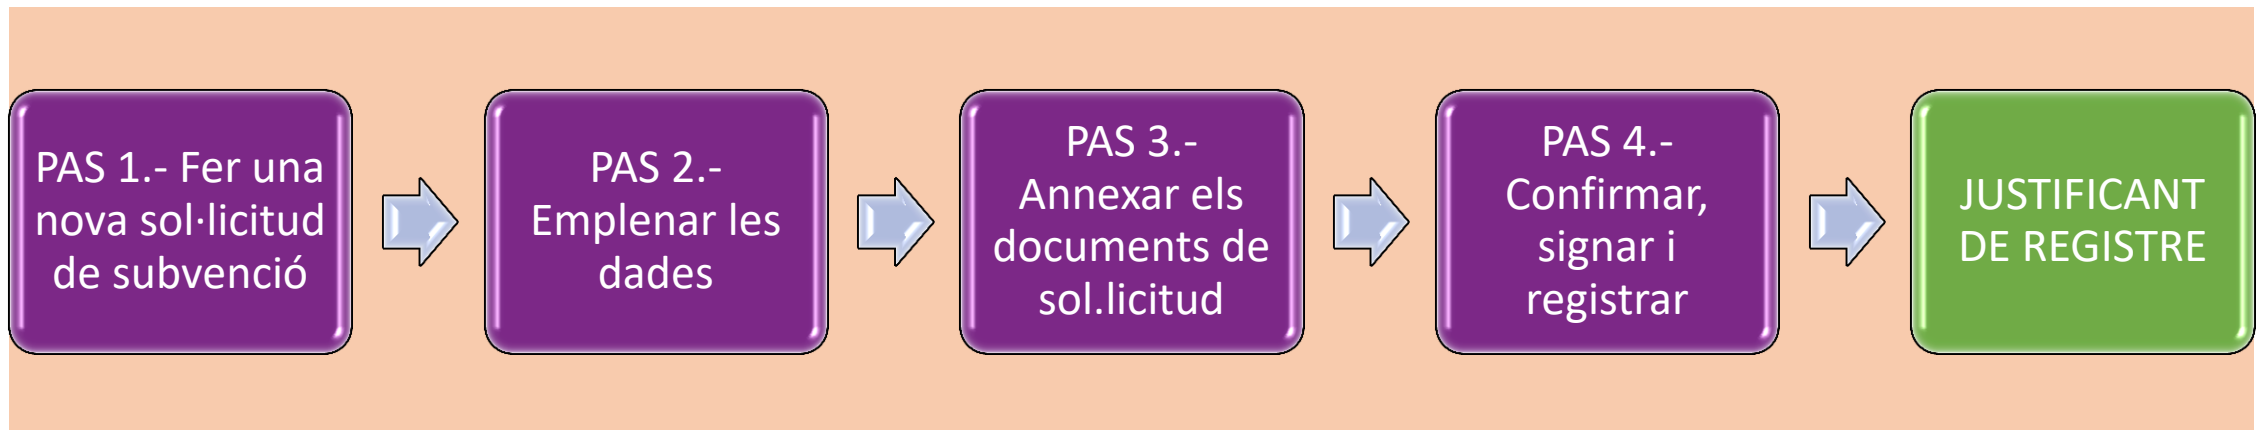 PAS 1.- Fer una
nova sol·licitud
de subvenció
PAS 2.-
Emplenar les
dades
PAS 3.-
Annexar els
documents de
sol.licitud
PAS 4.-
Confirmar,
signar i
registrar
JUSTIFICANT
DE REGISTRE